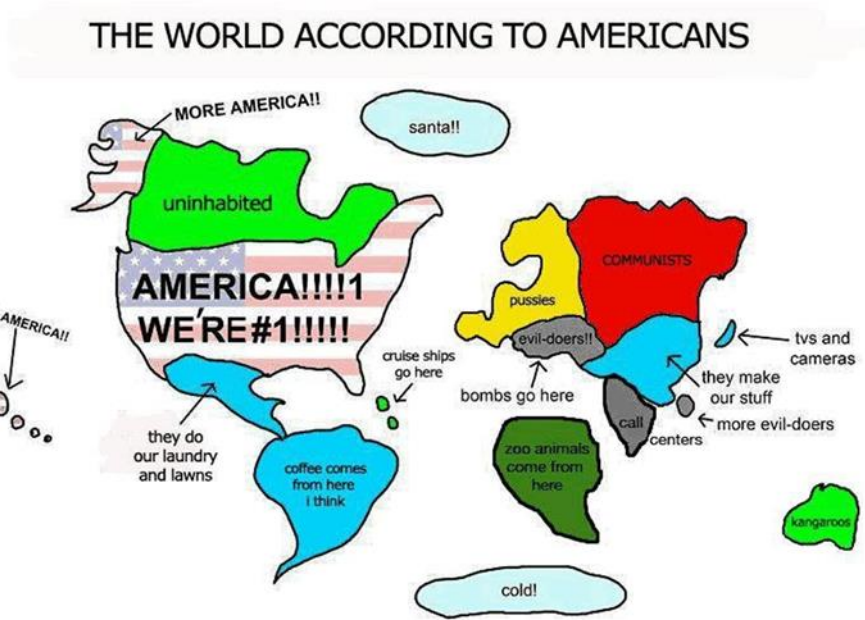 THE WORLD ACCORDING TO AMERICANS
MORE AMERICA!!
santa!!
uninhabited
AMERICA!!!!1
WE'RE #1!!!!!
AMERICA!!
cruise ships
go here
they do
our laundry
and lawns
coffee comes
from here
i think
COMMUNISTS
pussies
evil-doers!!
bombs go here
tvs and
cameras
they make
our stuff
more evil-doers
call
centers
zoo animals
come from
here
kangaroos
cold!